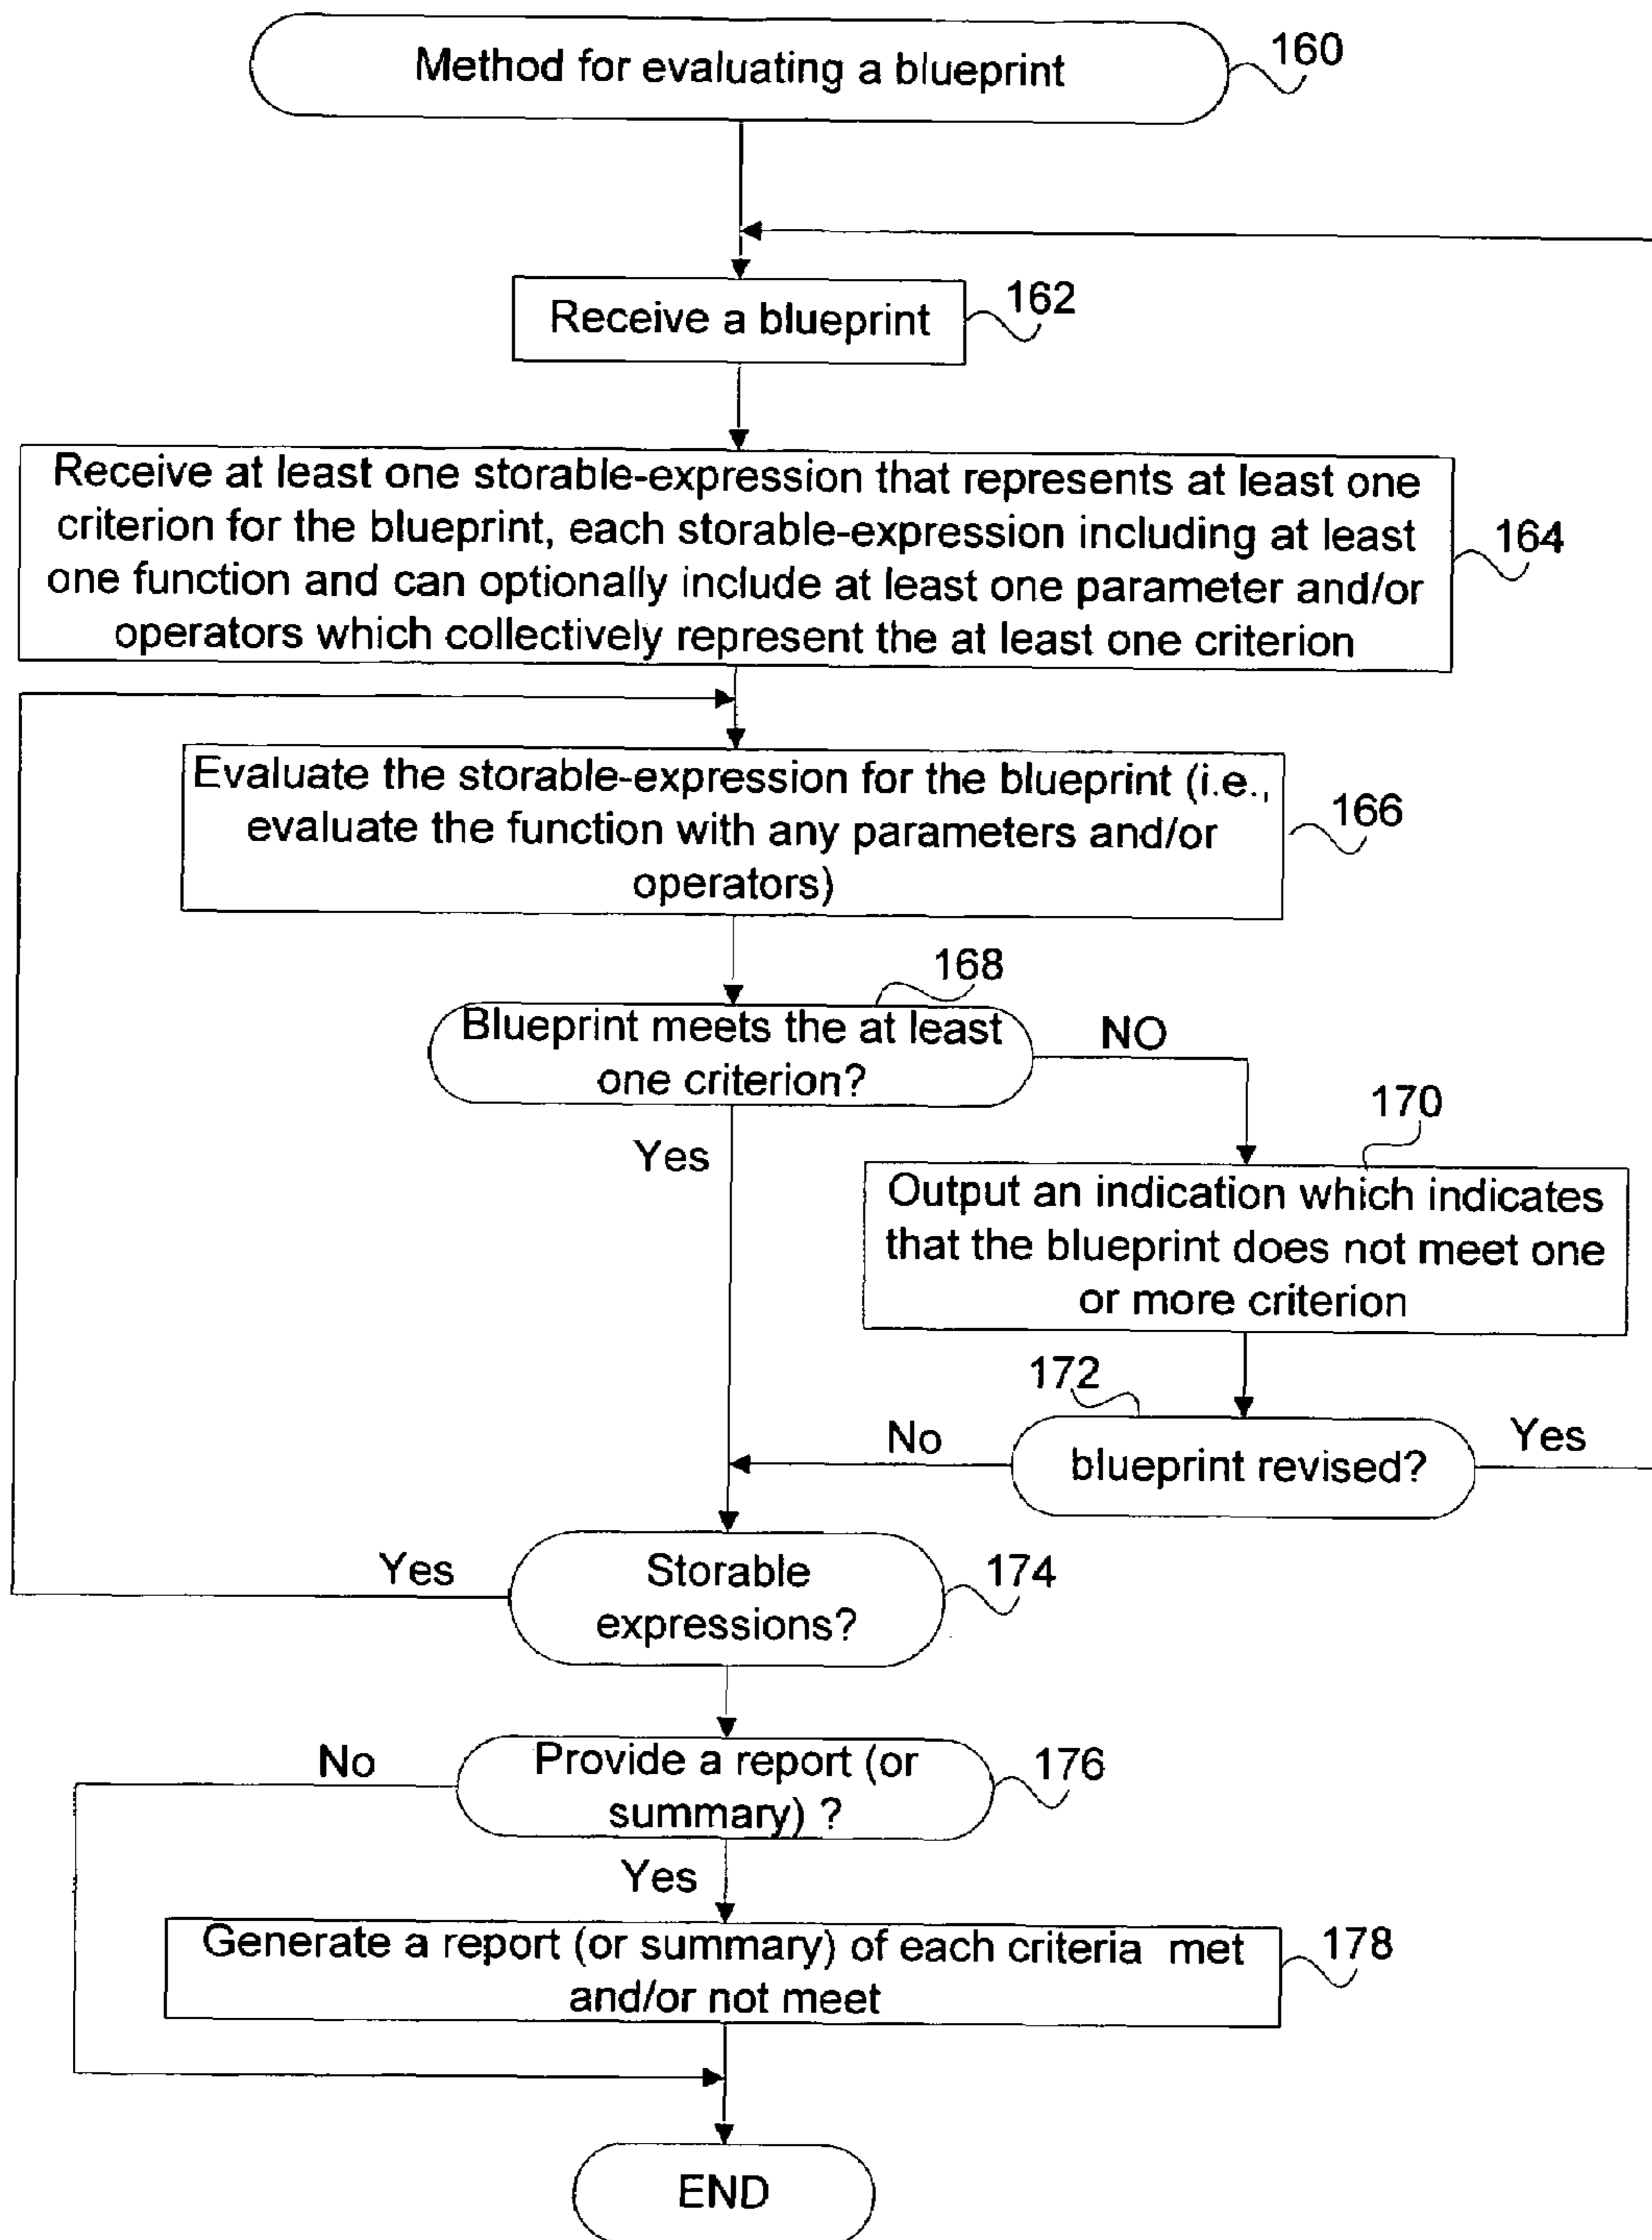 Method for evaluating a blueprint
160
Receive a blueprint
162
Receive at least one storable-expression that represents at least one
criterion for the blueprint, each storable-expression including at least
one function and can optionally include at least one parameter and/or
operators which collectively represent the at least one criterion
164
Evaluate the storable-expression for the blueprint (i.e.,
evaluate the function with any parameters and/or
operators)
166
168
Blueprint meets the at least
one criterion?
NO
Yes
170
Output an indication which indicates
that the blueprint does not meet one
or more criterion
172
No
blueprint revised?
Yes
Yes
Storable
expressions?
174
No
Provide a report (or
summary) ?
176
Yes
Generate a report (or summary) of each criteria met
and/or not meet
178
END